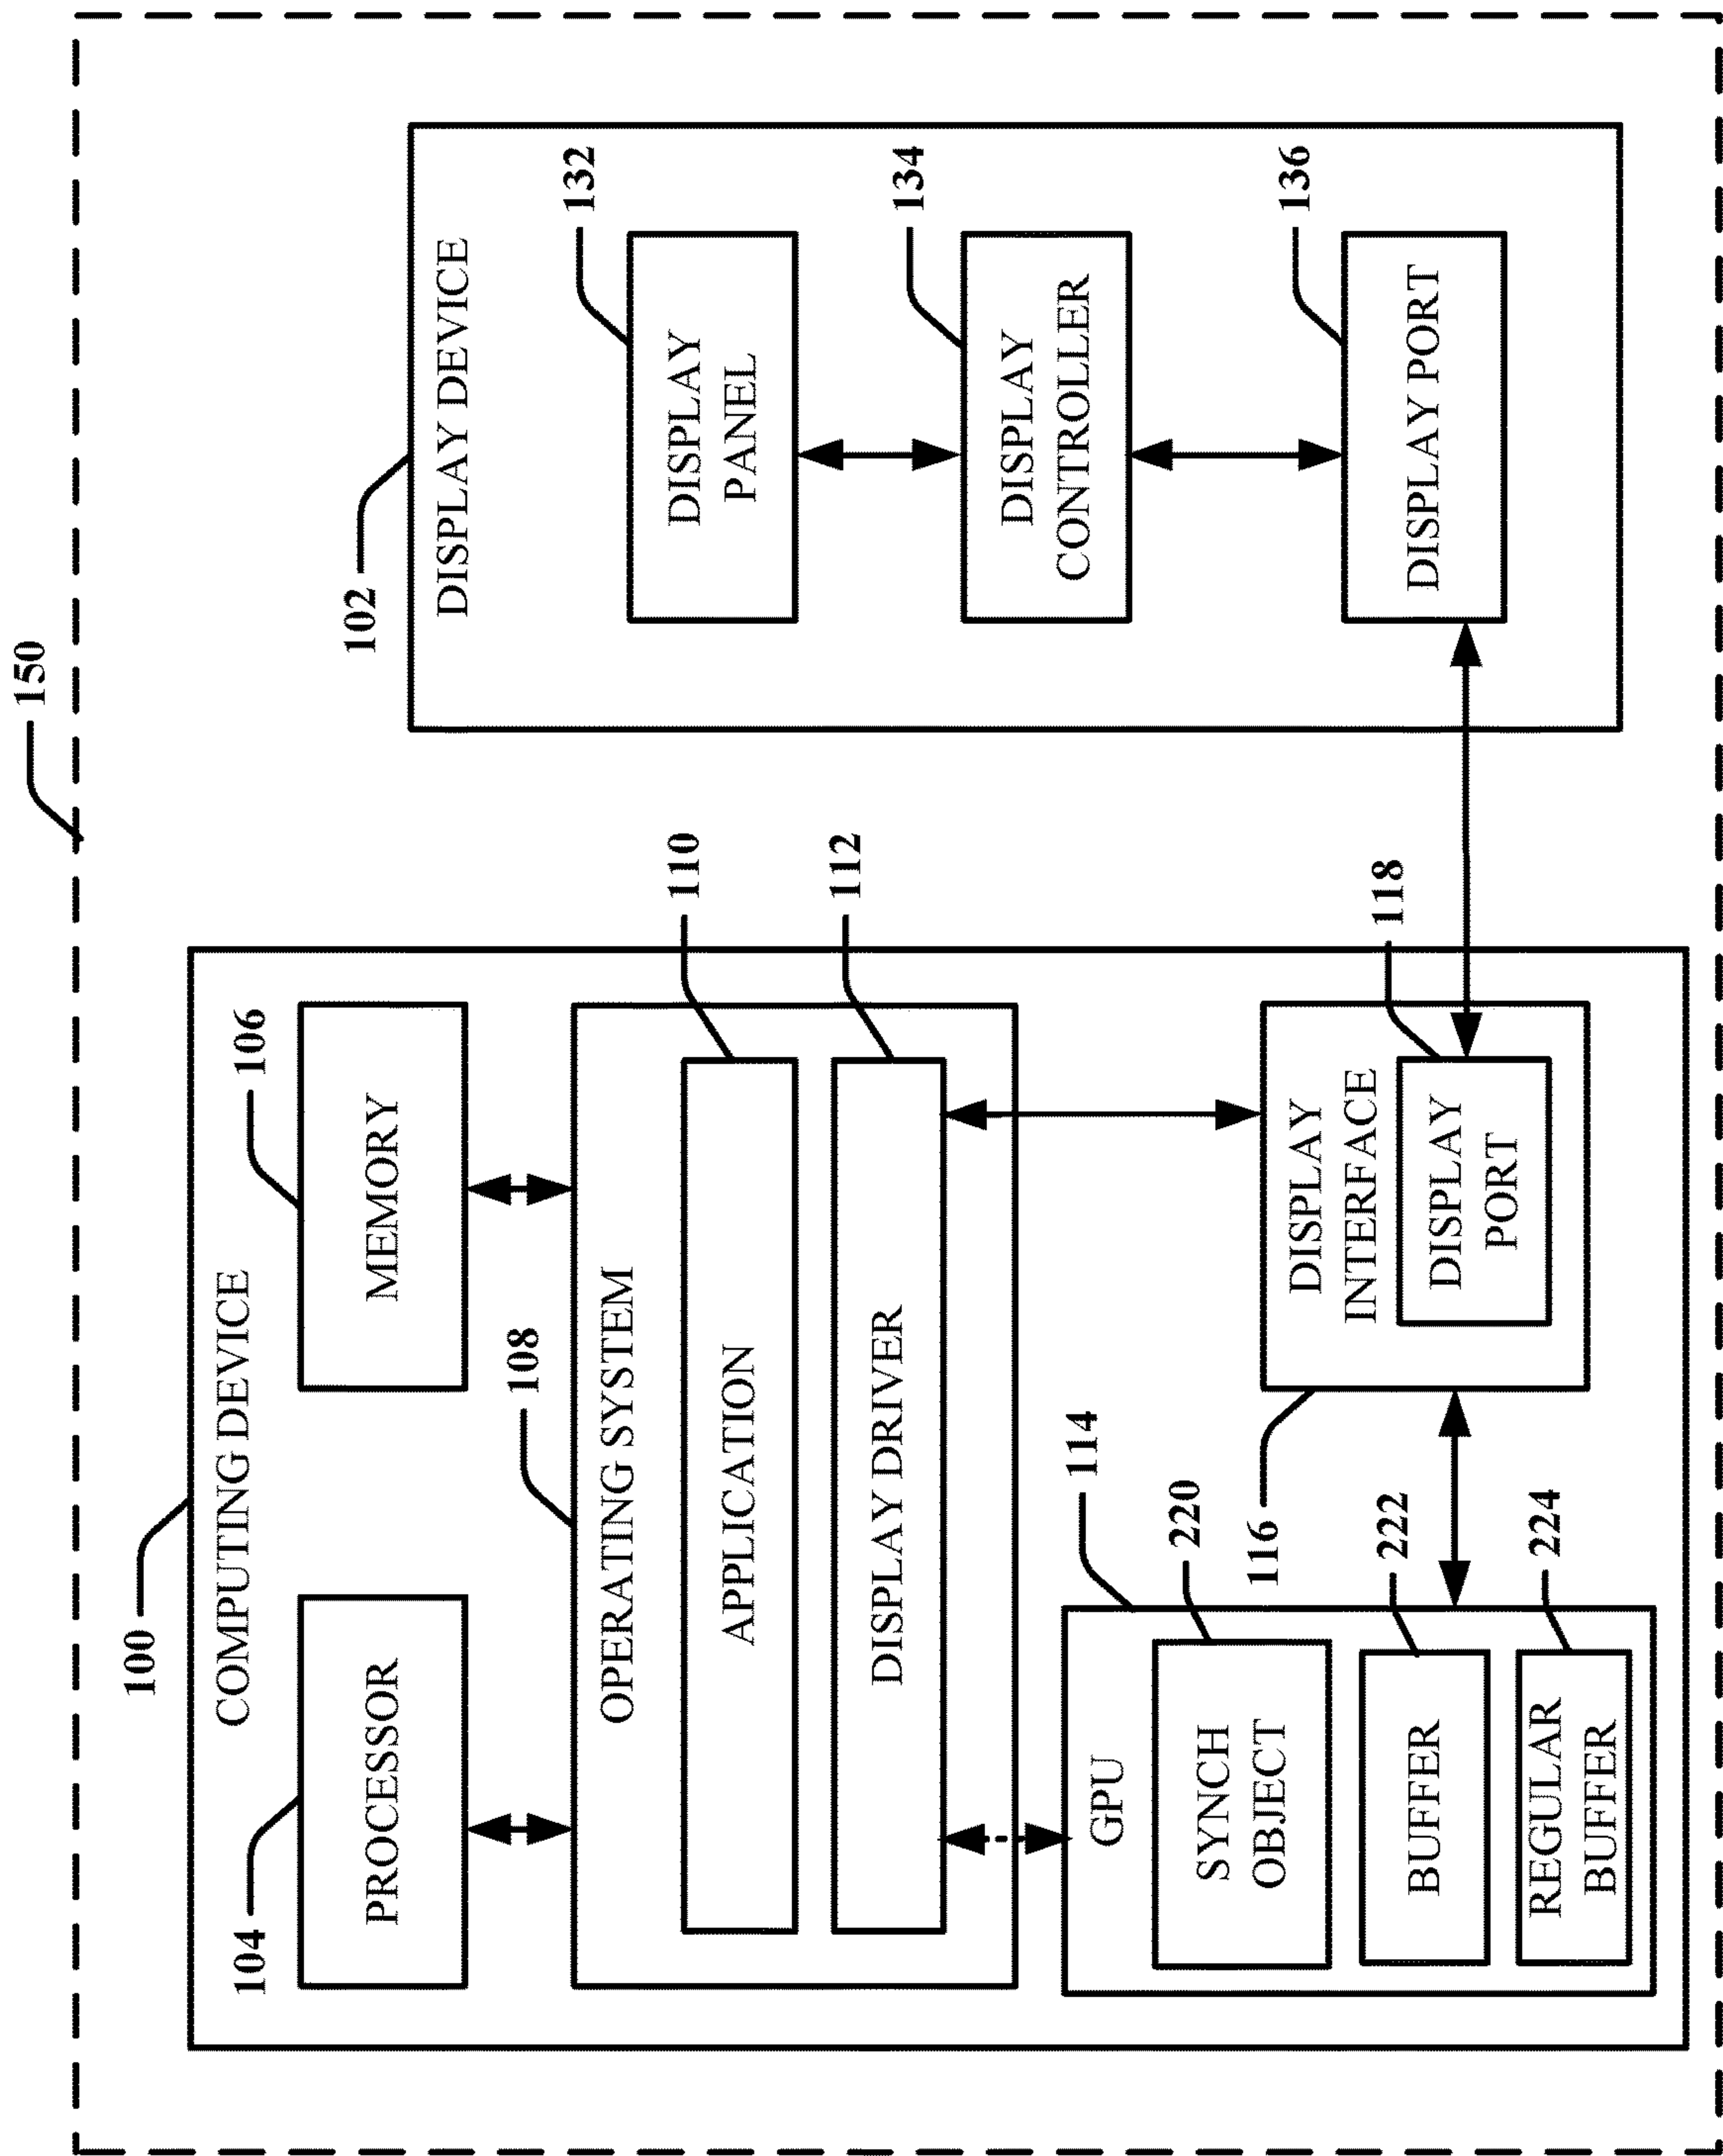 150
100
COMPUTING DEVICE
104
PROCESSOR
106
MEMORY
108
OPERATING SYSTEM
110
APPLICATION
112
DISPLAY DRIVER
114
GPU
220
SYNCH
OBJECT
222
BUFFER
224
REGULAR
BUFFER
116
DISPLAY
INTERFACE
118
DISPLAY
PORT
102
DISPLAY DEVICE
132
DISPLAY
PANEL
134
DISPLAY
CONTROLLER
136
DISPLAY PORT